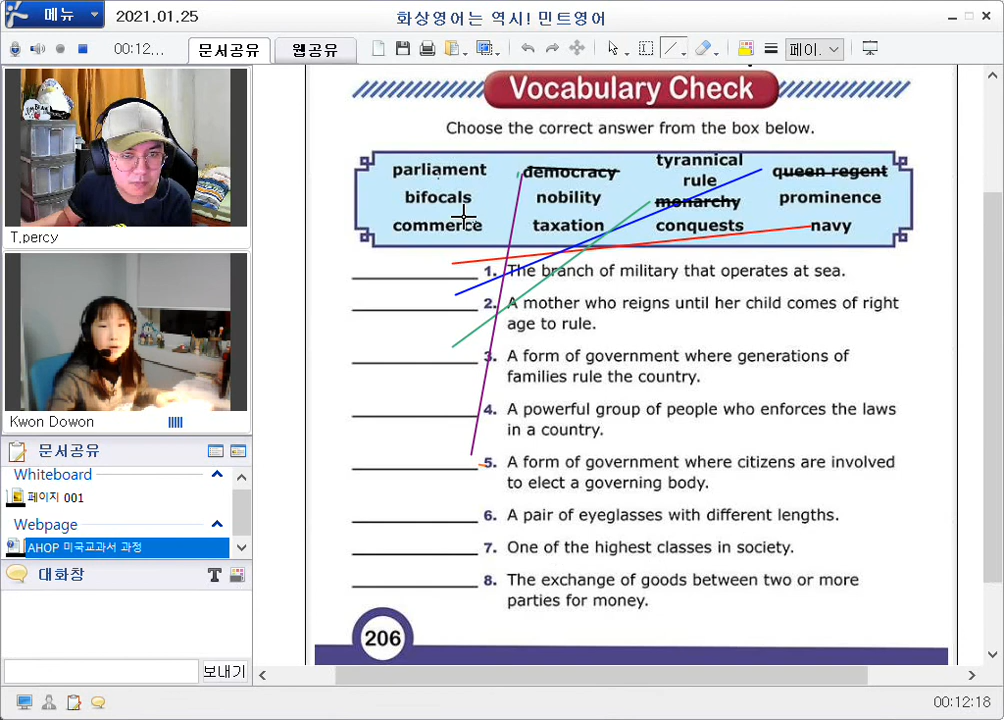 메뉴 2021.01.25 화상영어는 역시! 민트영어
00:12... 문서공유 웹공유 페이.
T.percy
Kwon Dowon
문서공유
Whiteboard
페이지 001
Webpage
AHOP 미국교과서 과정
대화창
보내기
Vocabulary Check
Choose the correct answer from the box below.
parliament democracy tyrannical rule queen regent
bifocals nobility monarchy prominence
commerce taxation conquests navy
1. The branch of military that operates at sea.
2. A mother who reigns until her child comes of right
age to rule.
3. A form of government where generations of
families rule the country.
4. A powerful group of people who enforces the laws
in a country.
5. A form of government where citizens are involved
to elect a governing body.
6. A pair of eyeglasses with different lengths.
7. One of the highest classes in society.
8. The exchange of goods between two or more
parties for money.
206
00:12:18